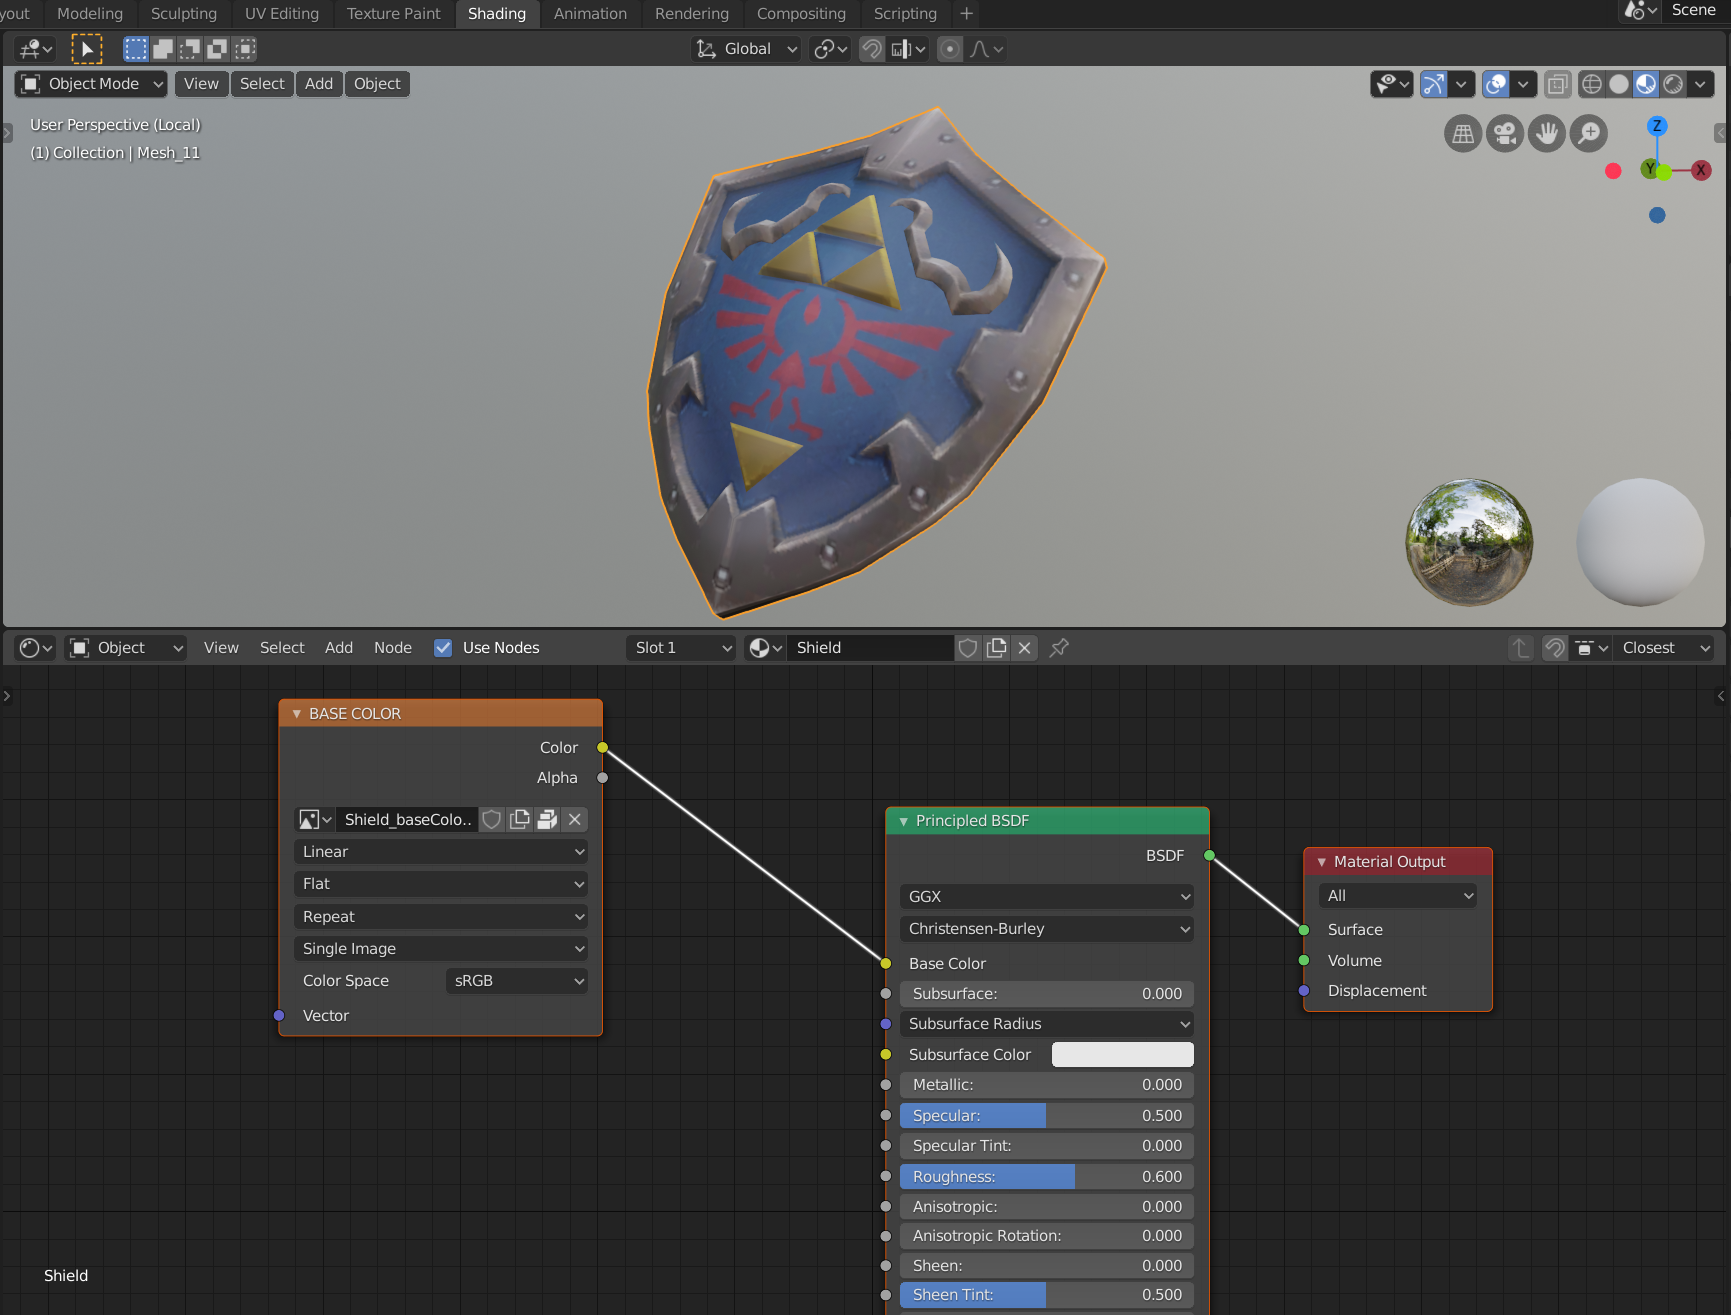 yout Modeling Sculpting UV Editing Texture Paint Shading Animation Rendering Compositing Scripting + Scene
Global
Object Mode View Select Add Object
User Perspective (Local)
(1) Collection | Mesh_11
Z
Y X
Object View Select Add Node Use Nodes Slot 1 Shield Closest
BASE COLOR
Color
Alpha
Shield_baseColo..
Linear
Flat
Repeat
Single Image
Color Space sRGB
Vector
Principled BSDF
BSDF
GGX
Christensen-Burley
Base Color
Subsurface: 0.000
Subsurface Radius
Subsurface Color
Metallic: 0.000
Specular: 0.500
Specular Tint: 0.000
Roughness: 0.600
Anisotropic: 0.000
Anisotropic Rotation: 0.000
Sheen: 0.000
Sheen Tint: 0.500
Material Output
All
Surface
Volume
Displacement
Shield